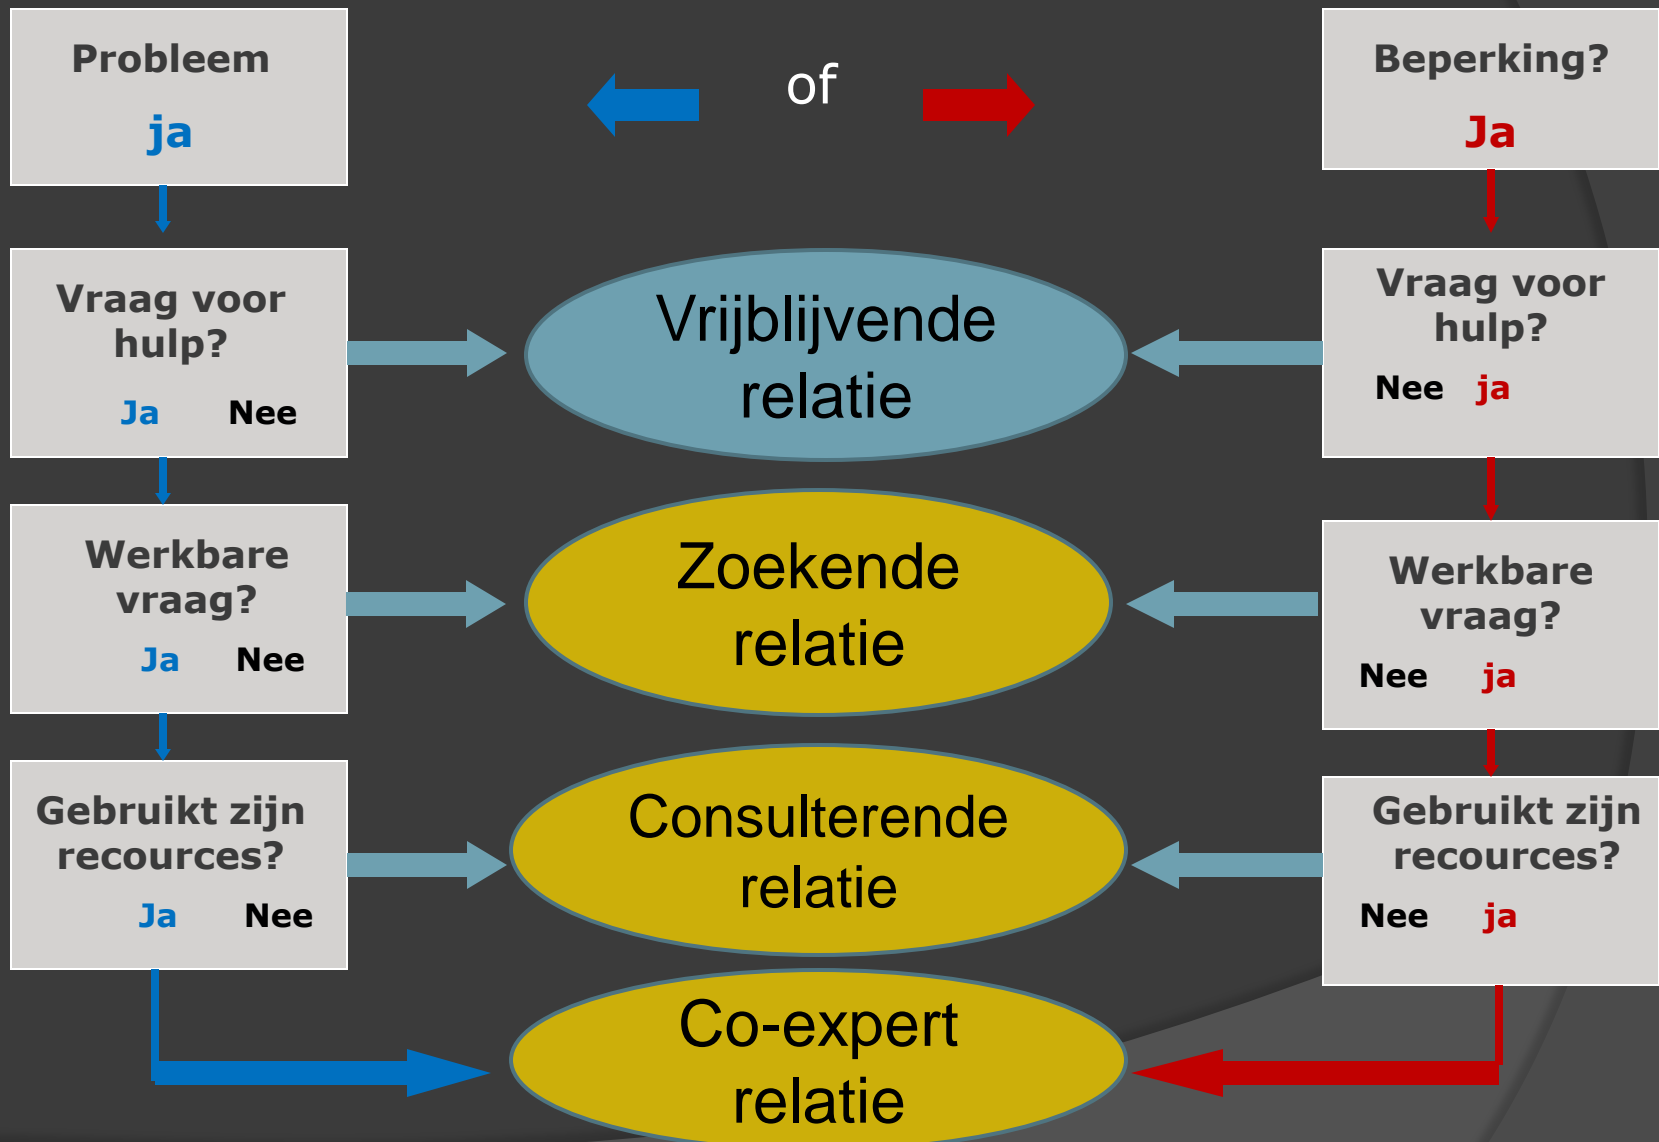 Probleem
ja
of
Beperking?
Ja
Vraag voor
hulp?
Ja Nee
Vrijblijvende
relatie
Vraag voor
hulp?
Nee ja
Werkbare
vraag?
Ja Nee
Zoekende
relatie
Werkbare
vraag?
Nee ja
Gebruikt zijn
recources?
Ja Nee
Consulterende
relatie
Gebruikt zijn
recources?
Nee ja
Co-expert
relatie